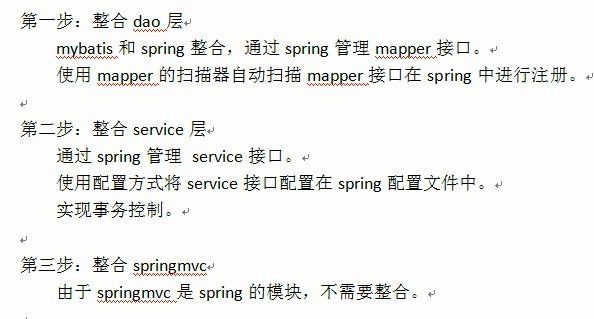 第一步：整合 dao 层
mybatis 和 spring 整合，通过 spring 管理 mapper 接口。
使用 mapper 的扫描器自动扫描 mapper 接口在 spring 中进行注册。
第二步：整合 service 层
通过 spring 管理 service 接口。
使用配置方式将 service 接口配置在 spring 配置文件中。
实现事务控制。
第三步：整合 springmvc
由于 springmvc 是 spring 的模块，不需要整合。